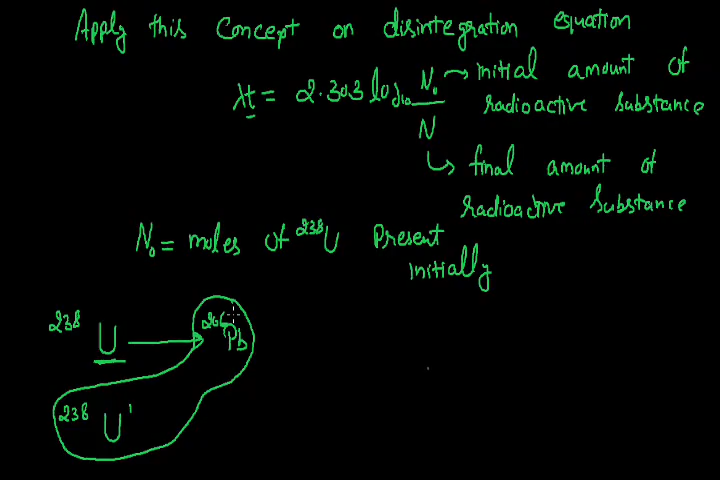 Apply this Concept on disintegration equation
λt = 2.303 log₁₀ N₀/N
→ initial amount of radioactive substance
→ final amount of radioactive substance
N₀ = moles of ²³⁸U Present initially
²³⁸U → ²⁰⁶Pb
²³⁸U'